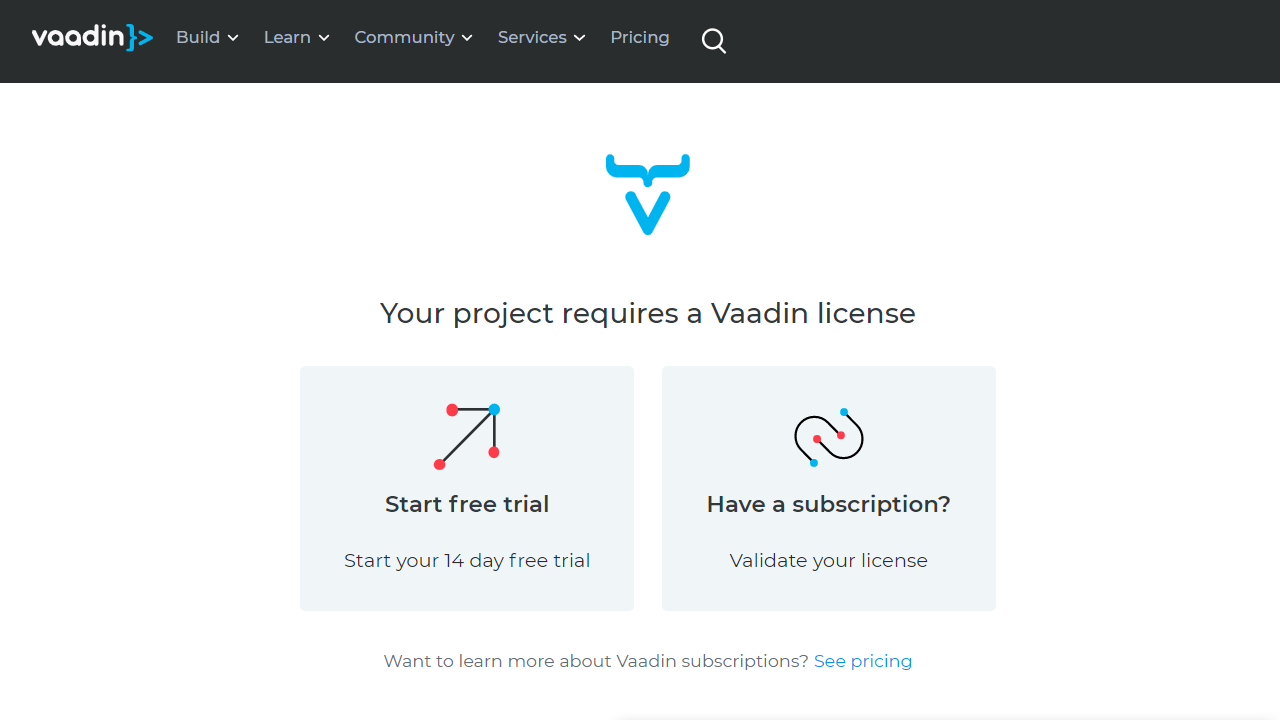 vaadin}>
Build
Learn
Community
Services
Pricing
Your project requires a Vaadin license
Start free trial
Start your 14 day free trial
Have a subscription?
Validate your license
Want to learn more about Vaadin subscriptions? See pricing